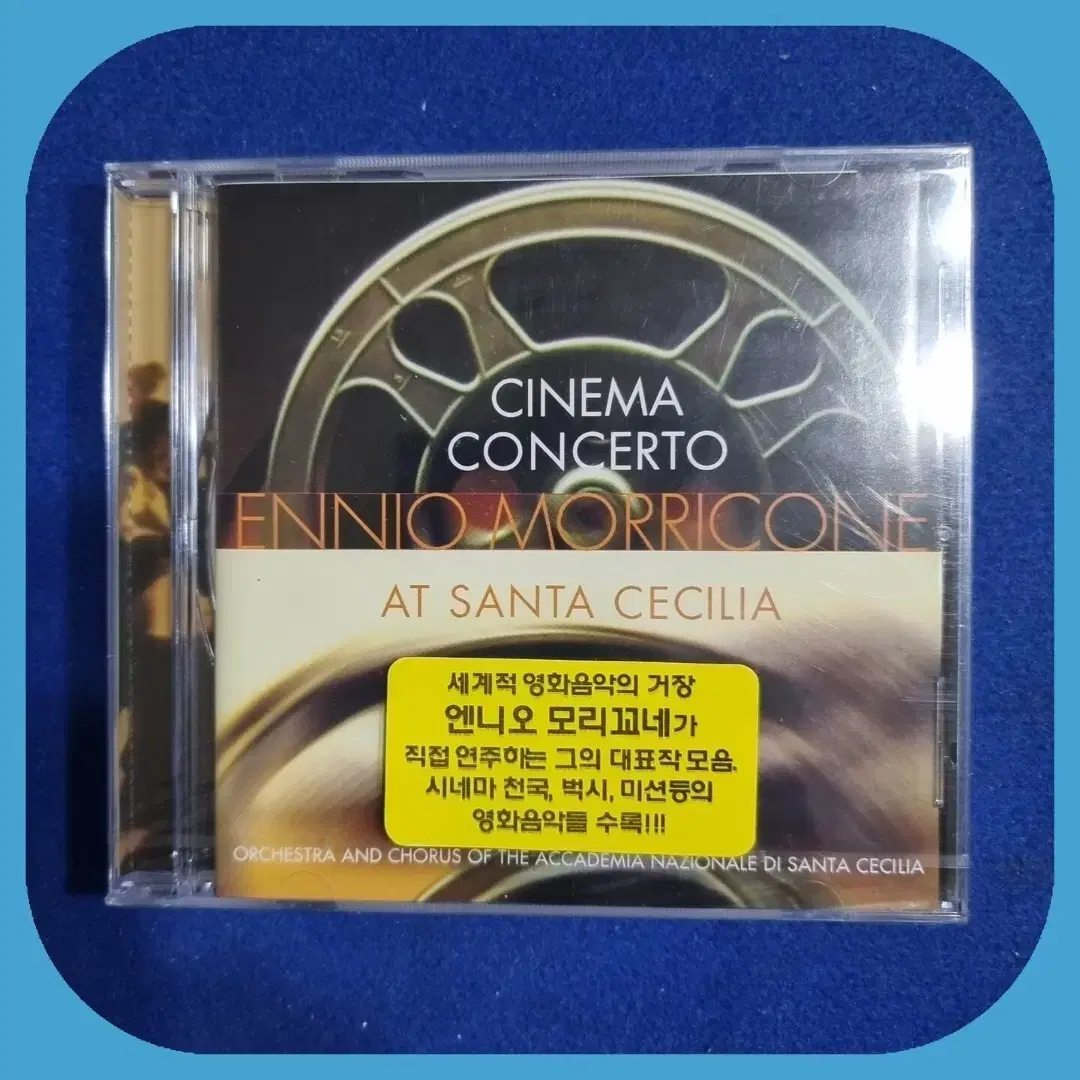 CINEMA
CONCERTO
ENNIO MORRICONE
AT SANTA CECILIA
세계적 영화음악의 거장
엔니오 모리꼬네가
직접 연주하는 그의 대표작 모음.
시네마 천국, 벅시, 미션등의
영화음악들 수록!!!
ORCHESTRA AND CHORUS OF THE ACCADEMIA NAZIONALE DI SANTA CECILIA